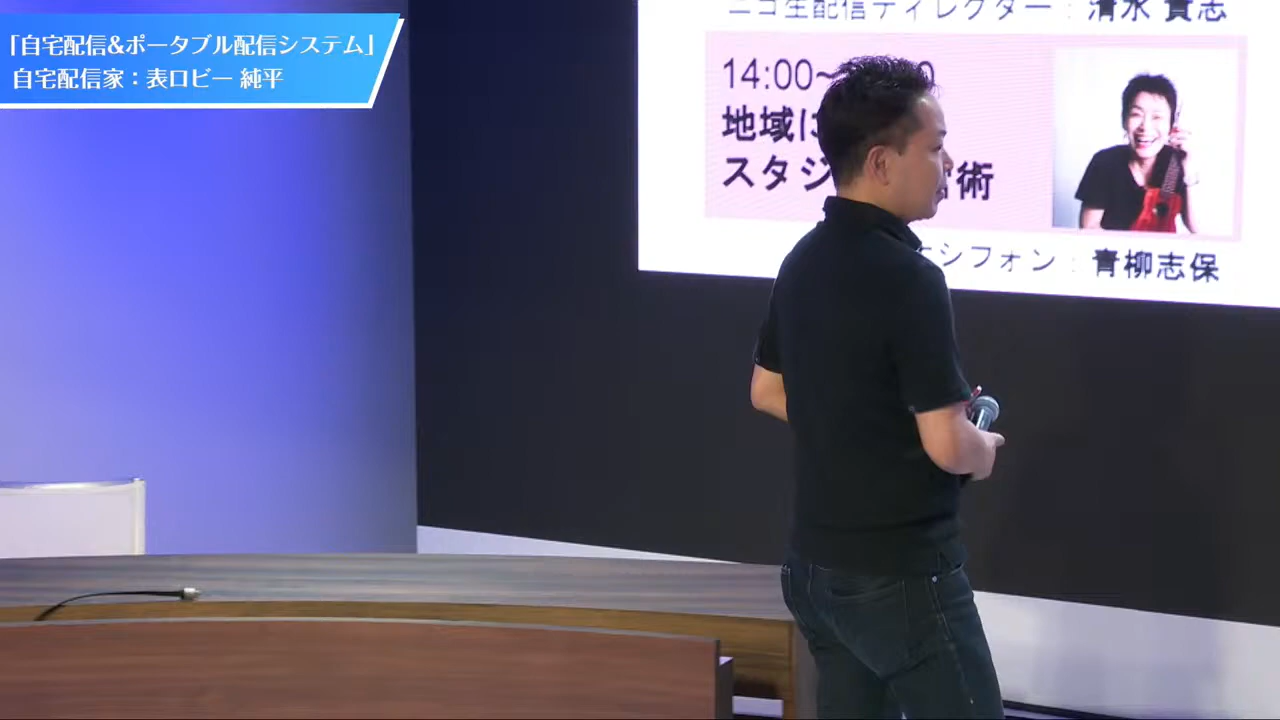 「自宅配信&ポータブル配信システム」
自宅配信家：表ロビー 純平
ニコ生配信ディレクター：清水 貴志
14:00〜
地域に
スタジ 術
シフォン：青柳志保